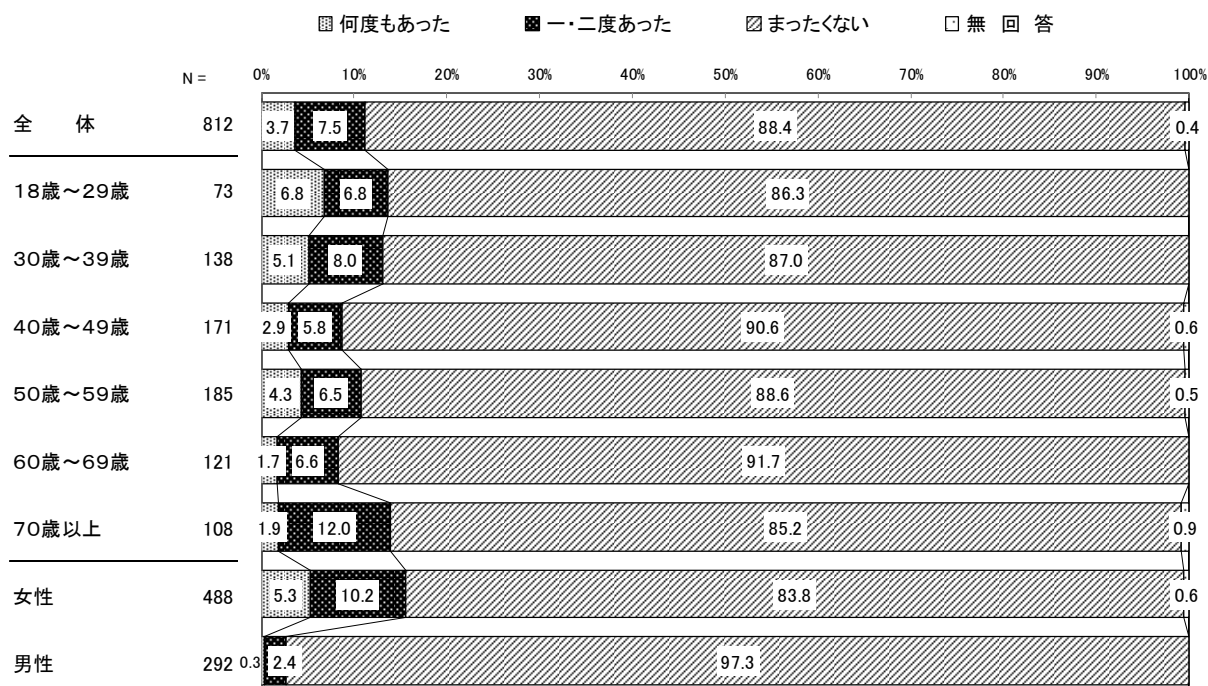 何度もあった 一・二度あった まったくない 無 回 答
N = 0% 10% 20% 30% 40% 50% 60% 70% 80% 90% 100%
全 体 812 3.7 7.5 88.4 0.4
18歳～29歳 73 6.8 6.8 86.3
30歳～39歳 138 5.1 8.0 87.0
40歳～49歳 171 2.9 5.8 90.6 0.6
50歳～59歳 185 4.3 6.5 88.6 0.5
60歳～69歳 121 1.7 6.6 91.7
70歳以上 108 1.9 12.0 85.2 0.9
女性 488 5.3 10.2 83.8 0.6
男性 292 0.3 2.4 97.3